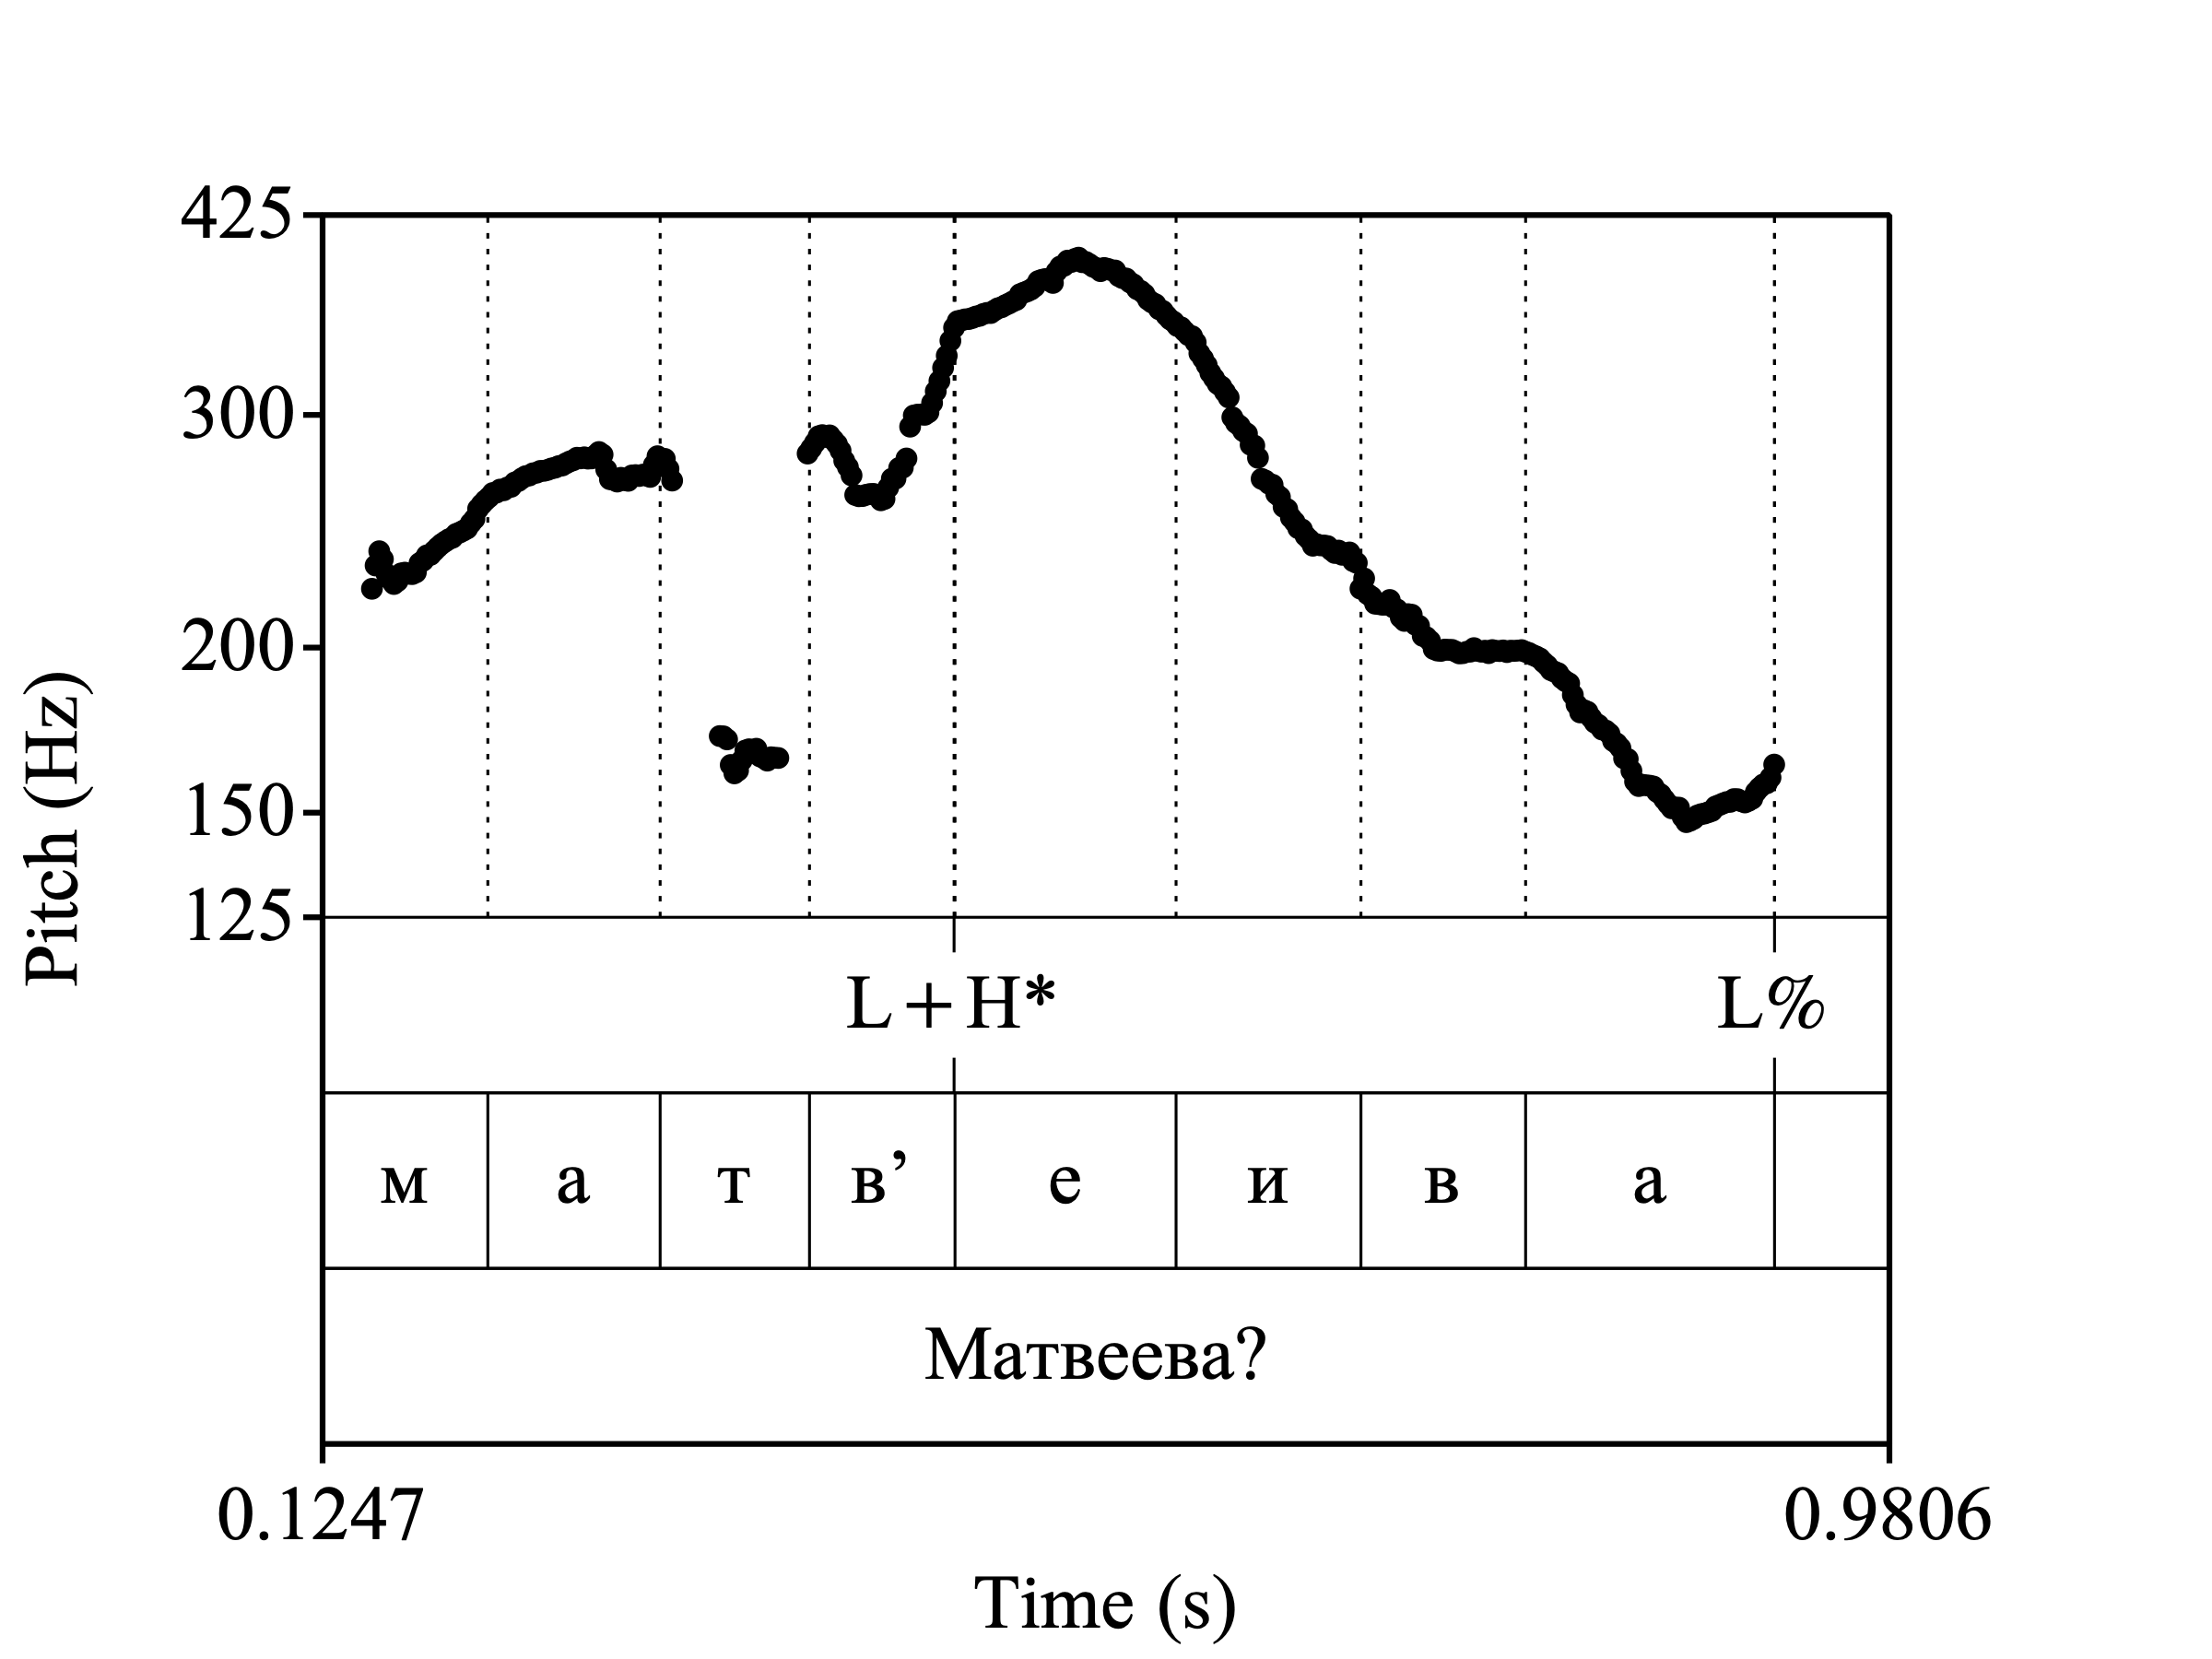 425
300
200
150
125
Pitch (Hz)
L+H* L%
м а т в’ е и в а
Матвеева?
0.1247 0.9806
Time (s)